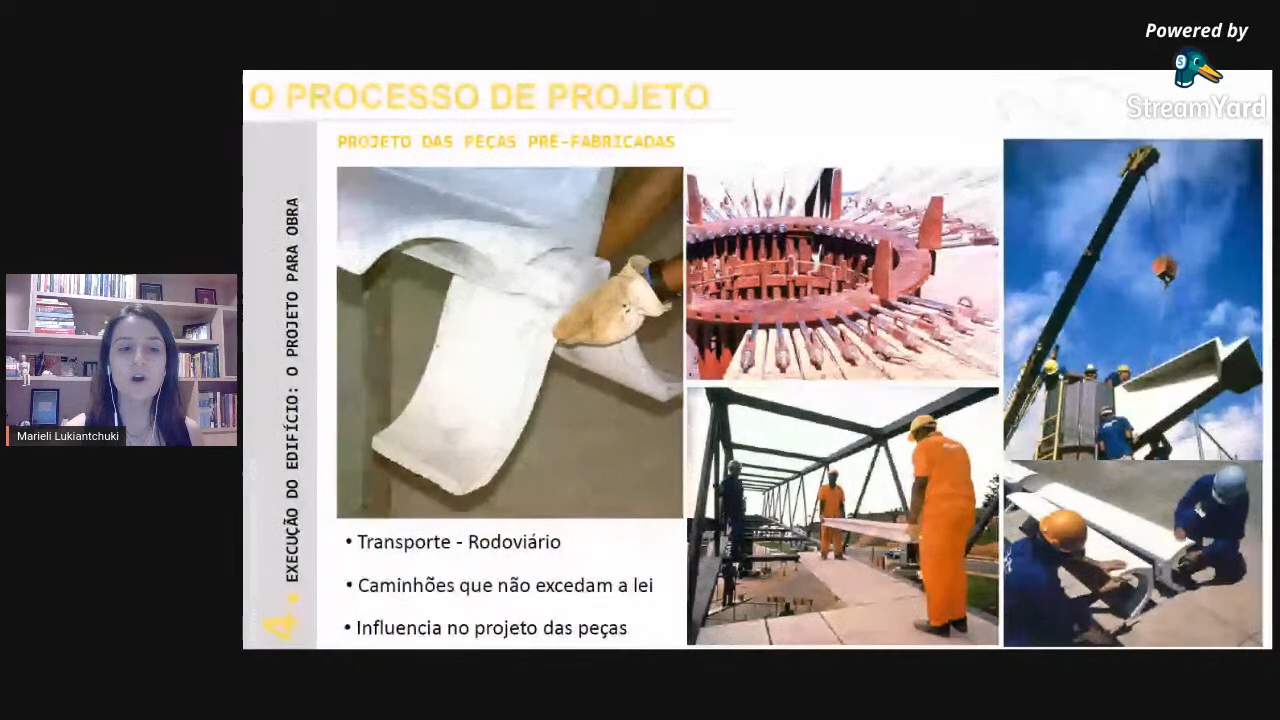 Powered by
StreamYard
O PROCESSO DE PROJETO
PROJETO DAS PEÇAS PRÉ-FABRICADAS
4. EXECUÇÃO DO EDIFÍCIO: O PROJETO PARA OBRA
• Transporte - Rodoviário
• Caminhões que não excedam a lei
• Influencia no projeto das peças
Marieli Lukiantchuki